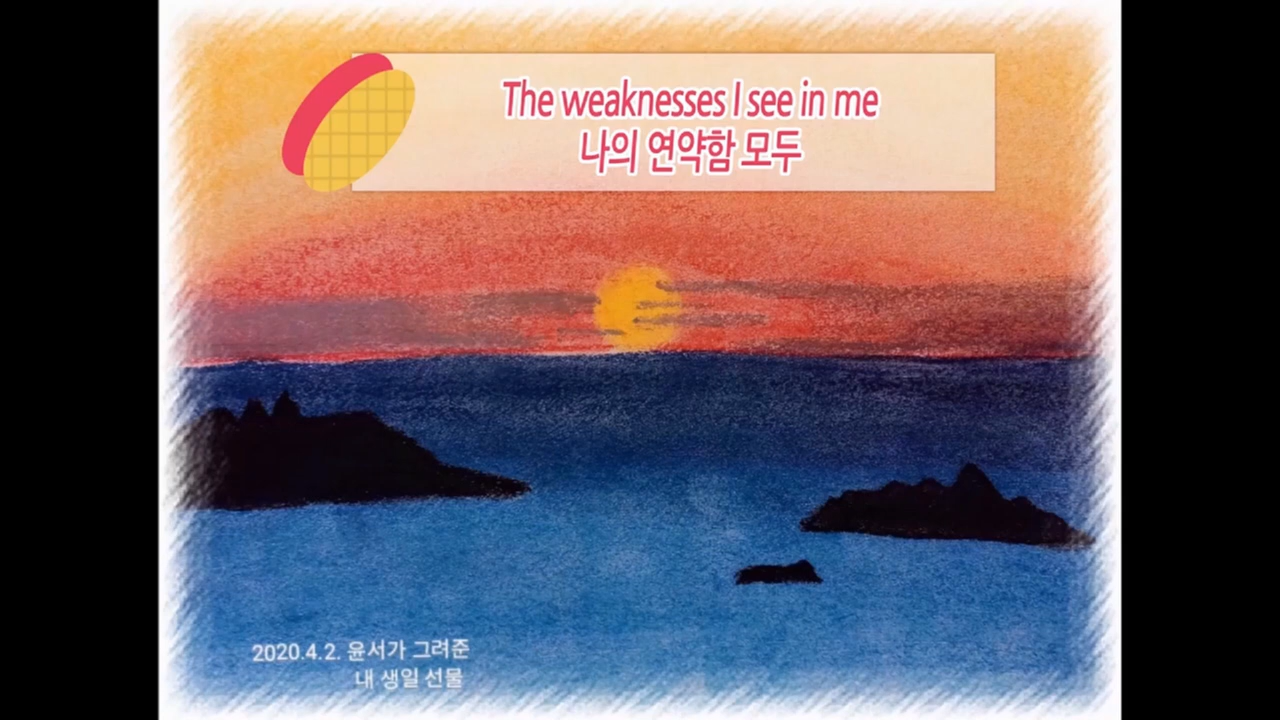 The weaknesses I see in me
나의 연약함 모두
2020.4.2. 윤서가 그려준
내 생일 선물